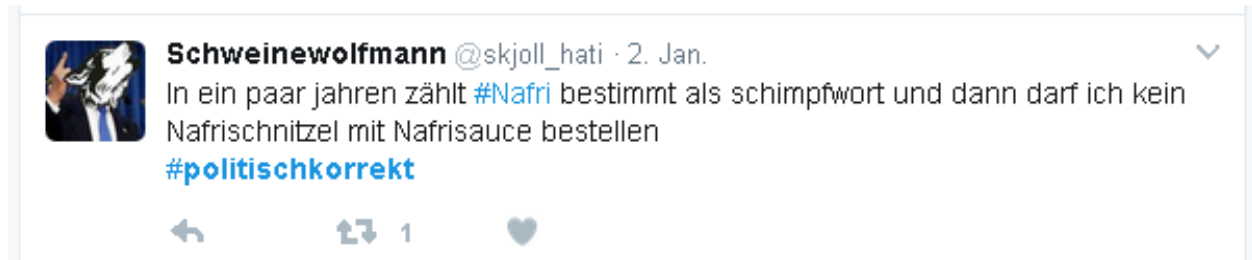 Schweinewolfmann @skjoll_hati · 2. Jan.
In ein paar jahren zählt #Nafri bestimmt als schimpfwort und dann darf ich kein
Nafrischnitzel mit Nafrisauce bestellen
#politischkorrekt
1